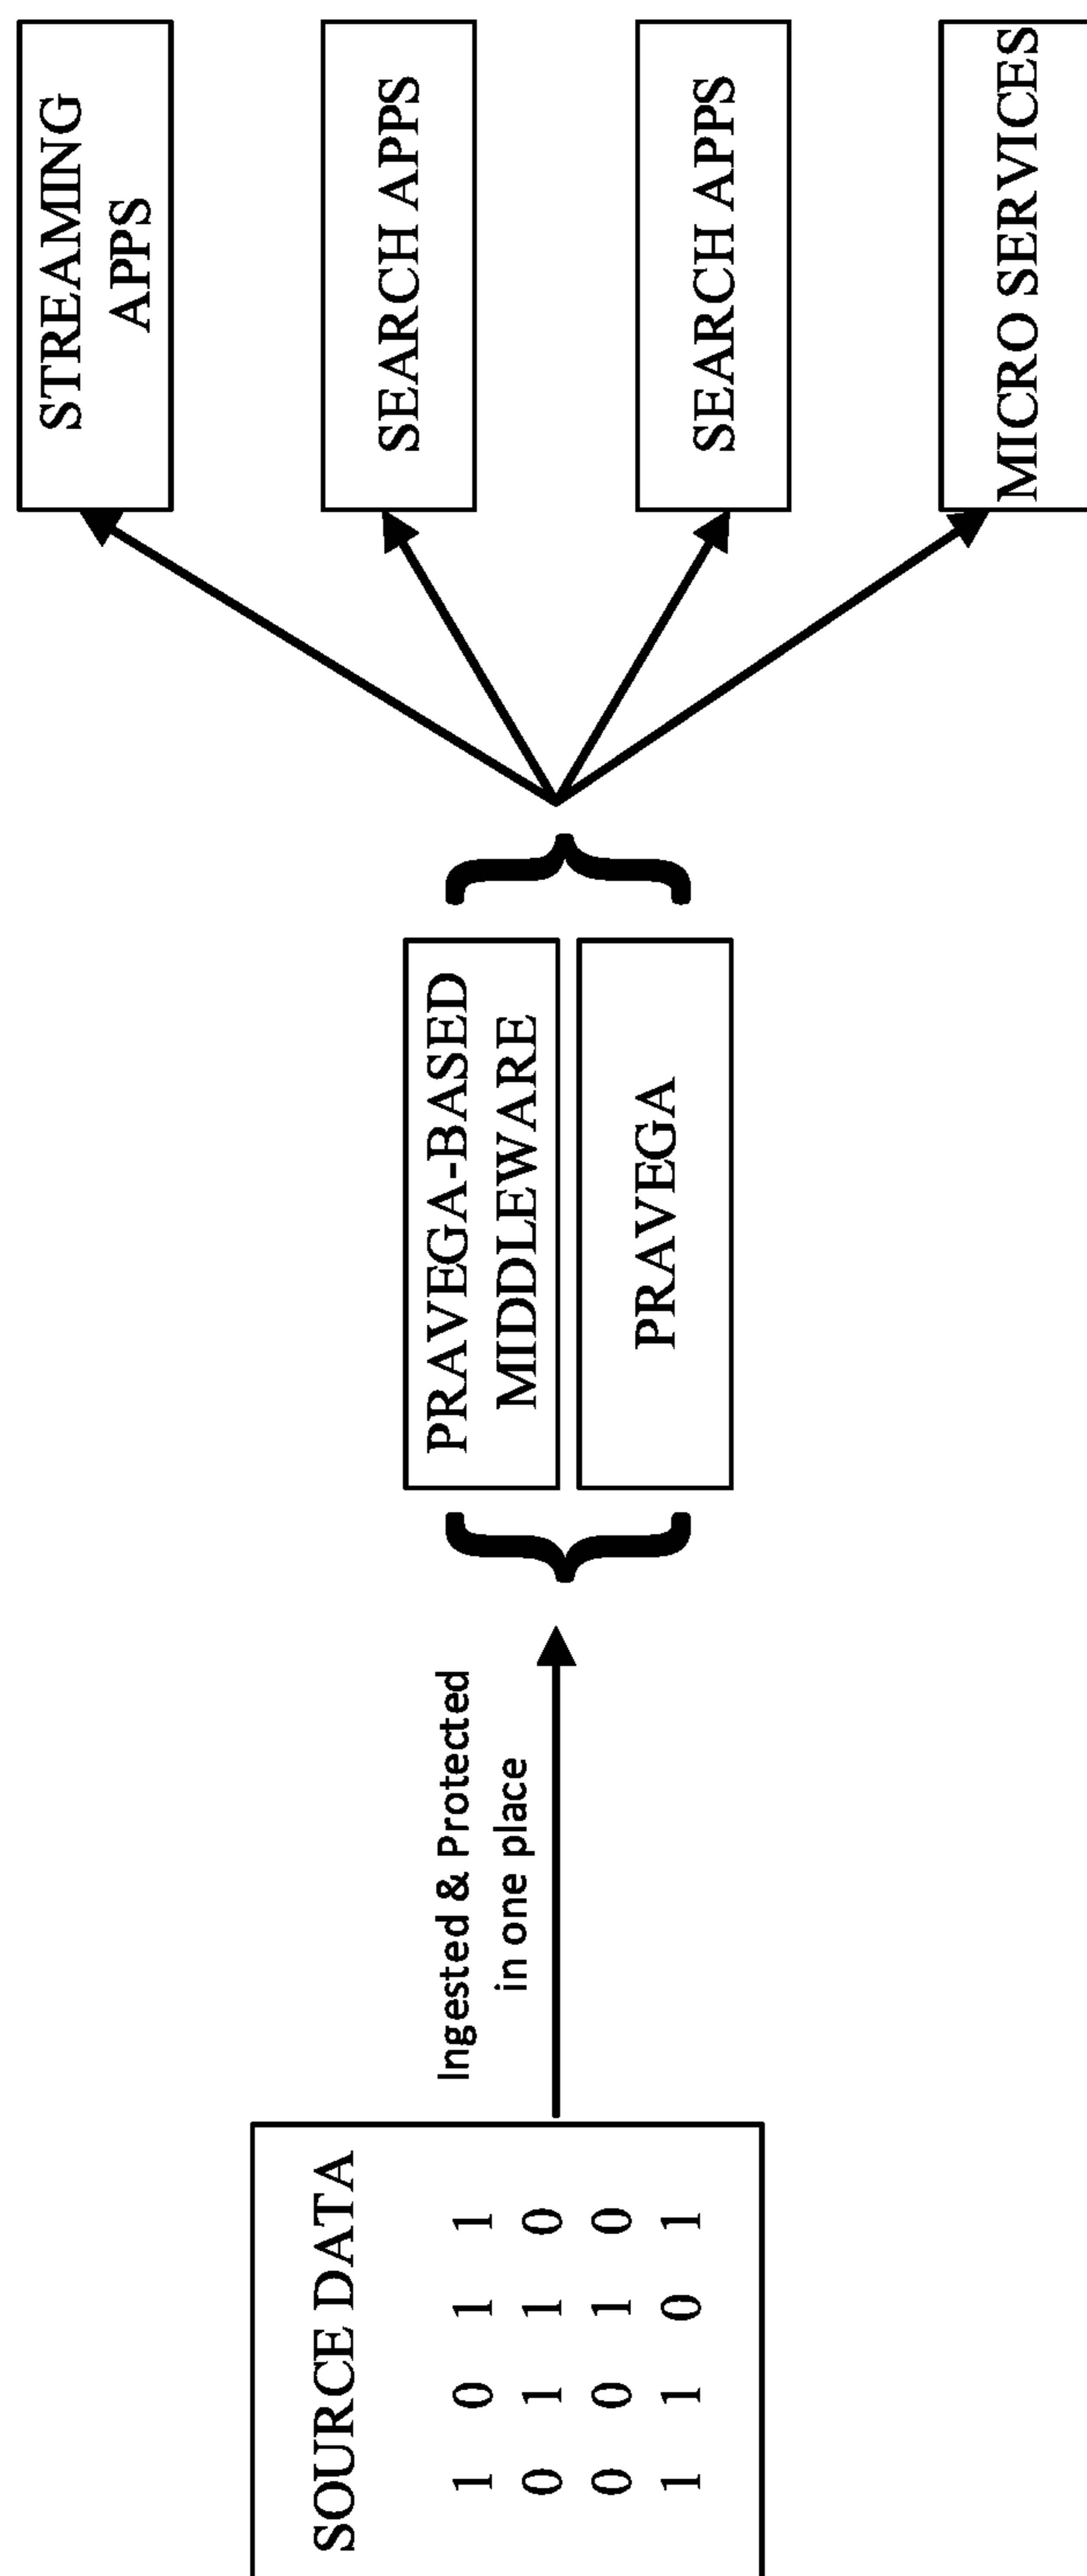 SOURCE DATA
1 0 1 1
0 1 1 0
0 0 1 0
1 1 0 1
Ingested & Protected
in one place
PRAVEGA-BASED
MIDDLEWARE
PRAVEGA
STREAMING
APPS
SEARCH APPS
SEARCH APPS
MICRO SERVICES